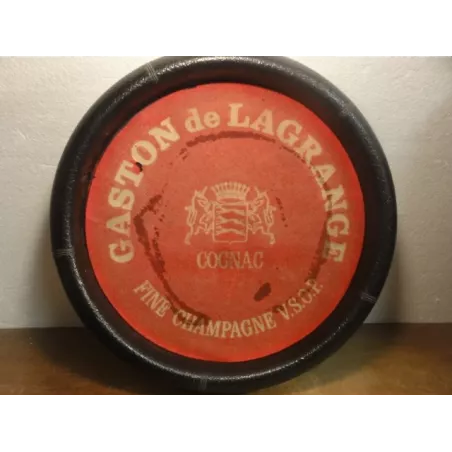 GASTON de LAGRANGE
COGNAC
FINE CHAMPAGNE V.S.O.P.